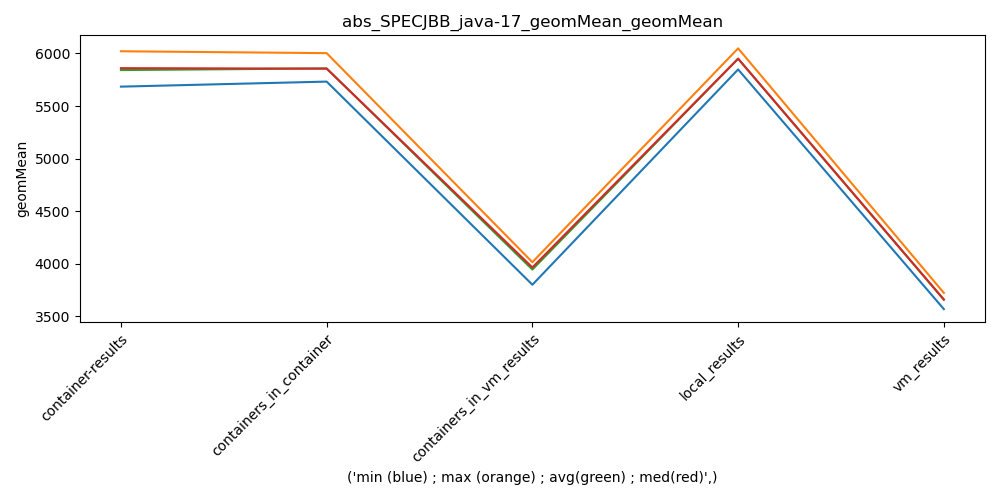 abs_SPECJBB_java-17_geomMean_geomMean
geomMean
6000
5500
5000
4500
4000
3500
container-results
containers_in_container
containers_in_vm_results
local_results
vm_results
('min (blue) ; max (orange) ; avg(green) ; med(red)',)